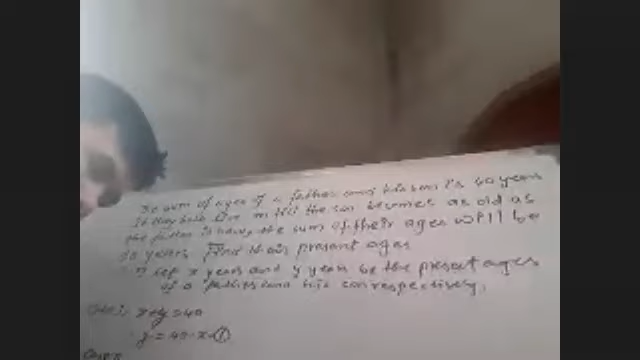 sum of ages of a father and his son is 40 years
If they both live on till the son becomes as old as
the father is now, the sum of their ages will be
years. Find their present ages
let x years and y years be the present ages
of a father and his son respectively.
x+y=40
y = 40-x ①